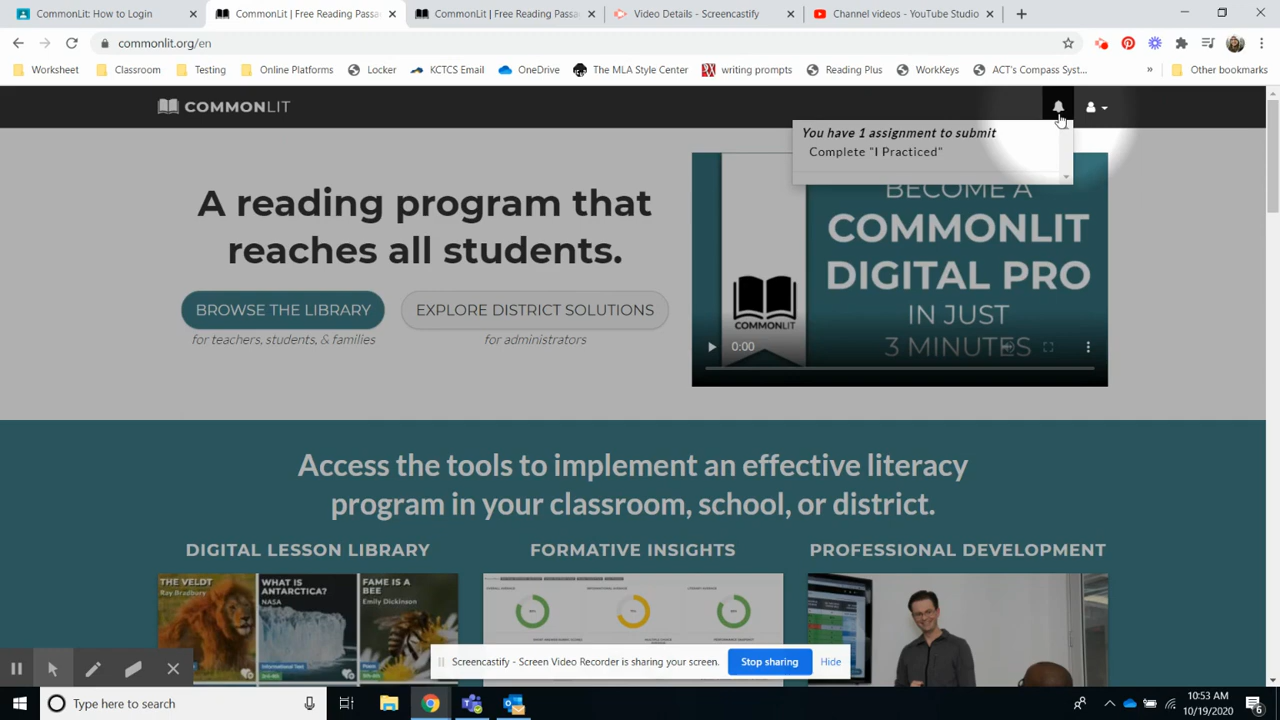 CommonLit: How to Login
CommonLit | Free Reading Passa
CommonLit | Free Reading Passa
Video Details - Screencastify
Channel videos - YouTube Studio
commonlit.org/en
Worksheet
Classroom
Testing
Online Platforms
Locker
KCTCS Email
OneDrive
The MLA Style Center
writing prompts
Reading Plus
WorkKeys
ACT's Compass Syst...
Other bookmarks
COMMONLIT
You have 1 assignment to submit
Complete "I Practiced"
A reading program that
reaches all students.
BROWSE THE LIBRARY
for teachers, students, & families
EXPLORE DISTRICT SOLUTIONS
for administrators
BECOME A
COMMONLIT
DIGITAL PRO
IN JUST
3 MINUTES
COMMONLIT
0:00
Access the tools to implement an effective literacy
program in your classroom, school, or district.
DIGITAL LESSON LIBRARY
FORMATIVE INSIGHTS
PROFESSIONAL DEVELOPMENT
THE VELDT
Ray Bradbury
WHAT IS
ANTARCTICA?
NASA
FAME IS A
BEE
Emily Dickinson
Screencastify - Screen Video Recorder is sharing your screen.
Stop sharing
Hide
Type here to search
10:53 AM
10/19/2020
6